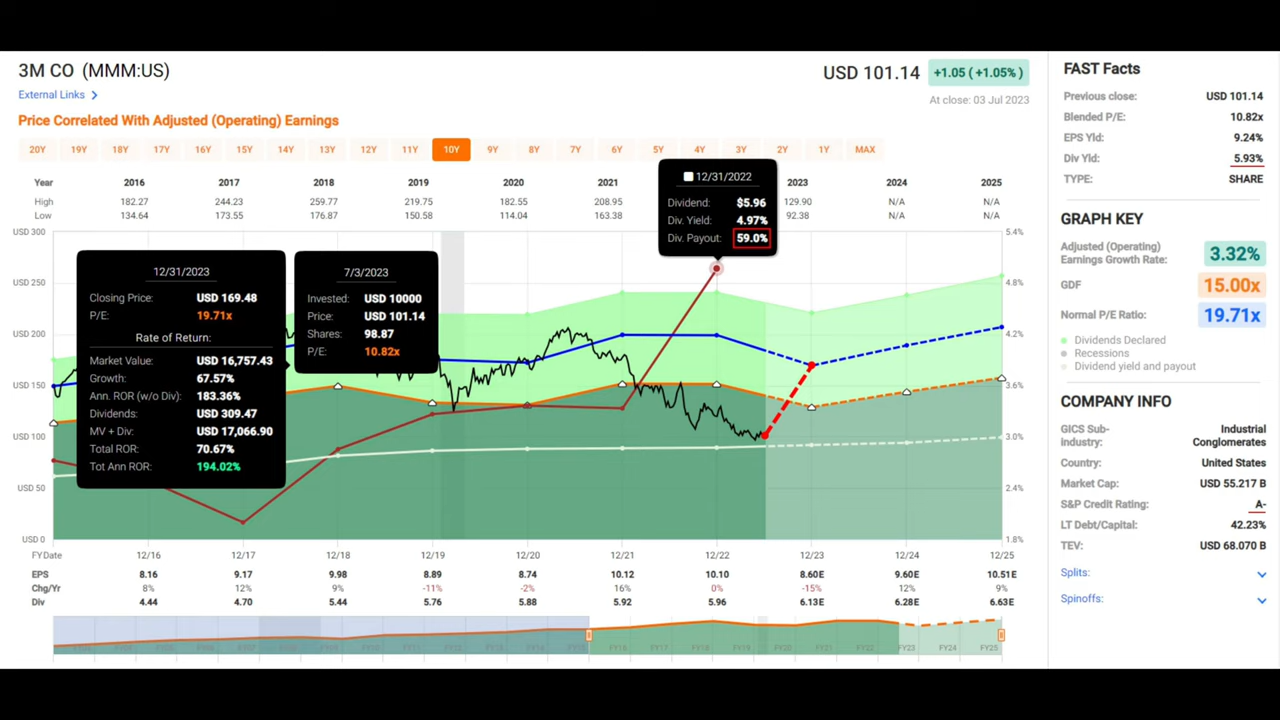 3M CO (MMM:US)
External Links
Price Correlated With Adjusted (Operating) Earnings
USD 101.14 +1.05 ( +1.05% )
At close: 03 Jul 2023
20Y 19Y 18Y 17Y 16Y 15Y 14Y 13Y 12Y 11Y 10Y 9Y 8Y 7Y 6Y 5Y 4Y 3Y 2Y 1Y MAX
Year 2016 2017 2018 2019 2020 2021 2023 2024 2025
High 182.27 244.23 259.77 219.75 182.55 208.95 129.90 N/A N/A
Low 134.64 173.55 176.87 150.58 114.04 163.38 92.38 N/A N/A
12/31/2022
Dividend: $5.96
Div. Yield: 4.97%
Div. Payout: 59.0%
USD 300
USD 250
USD 200
USD 150
USD 100
USD 50
USD 0
5.4%
4.8%
4.2%
3.6%
3.0%
2.4%
1.8%
12/31/2023
Closing Price: USD 169.48
P/E: 19.71x
Rate of Return:
Market Value: USD 16,757.43
Growth: 67.57%
Ann. ROR (w/o Div): 183.36%
Dividends: USD 309.47
MV + Div: USD 17,066.90
Total ROR: 70.67%
Tot Ann ROR: 194.02%
7/3/2023
Invested: USD 10000
Price: USD 101.14
Shares: 98.87
P/E: 10.82x
FY Date 12/16 12/17 12/18 12/19 12/20 12/21 12/22 12/23 12/24 12/25
EPS 8.16 9.17 9.98 8.89 8.74 10.12 10.10 8.60E 9.60E 10.51E
Chg/Yr 8% 12% 9% -11% -2% 16% 0% -15% 12% 9%
Div 4.44 4.70 5.44 5.76 5.88 5.92 5.96 6.13E 6.28E 6.63E
FY16 FY17 FY18 FY19 FY20 FY21 FY22 FY23 FY24 FY25
FAST Facts
Previous close: USD 101.14
Blended P/E: 10.82x
EPS Yld: 9.24%
Div Yld: 5.93%
TYPE: SHARE
GRAPH KEY
Adjusted (Operating)
Earnings Growth Rate: 3.32%
GDF 15.00x
Normal P/E Ratio: 19.71x
Dividends Declared
Recessions
Dividend yield and payout
COMPANY INFO
GICS Sub-
industry: Industrial
Conglomerates
Country: United States
Market Cap: USD 55.217 B
S&P Credit Rating: A-
LT Debt/Capital: 42.23%
TEV: USD 68.070 B
Splits:
Spinoffs: